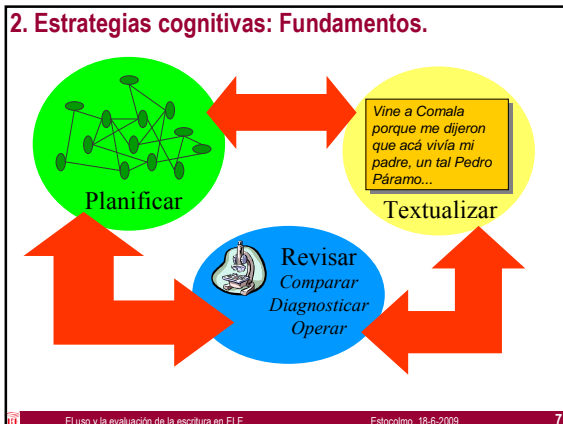 2. Estrategias cognitivas: Fundamentos.
Planificar
Vine a Comala
porque me dijeron
que acá vivía mi
padre, un tal Pedro
Páramo...
Textualizar
Revisar
Comparar
Diagnosticar
Operar
El uso y la evaluación de la escritura en ELE
Estocolmo, 18-6-2009
7